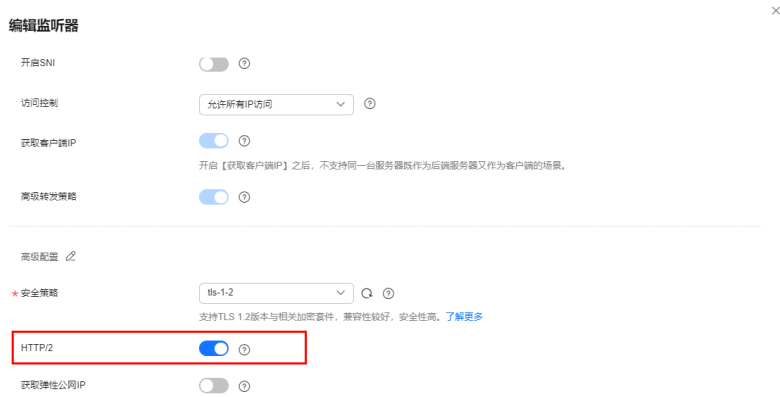 编辑监听器
开启SNI
访问控制 允许所有IP访问
获取客户端IP
开启【获取客户端IP】之后，不支持同一台服务器既作为后端服务器又作为客户端的场景。
高级转发策略
高级配置
* 安全策略 tls-1-2
支持TLS 1.2版本与相关加密套件，兼容性较好，安全性高。了解更多
HTTP/2
获取弹性公网IP